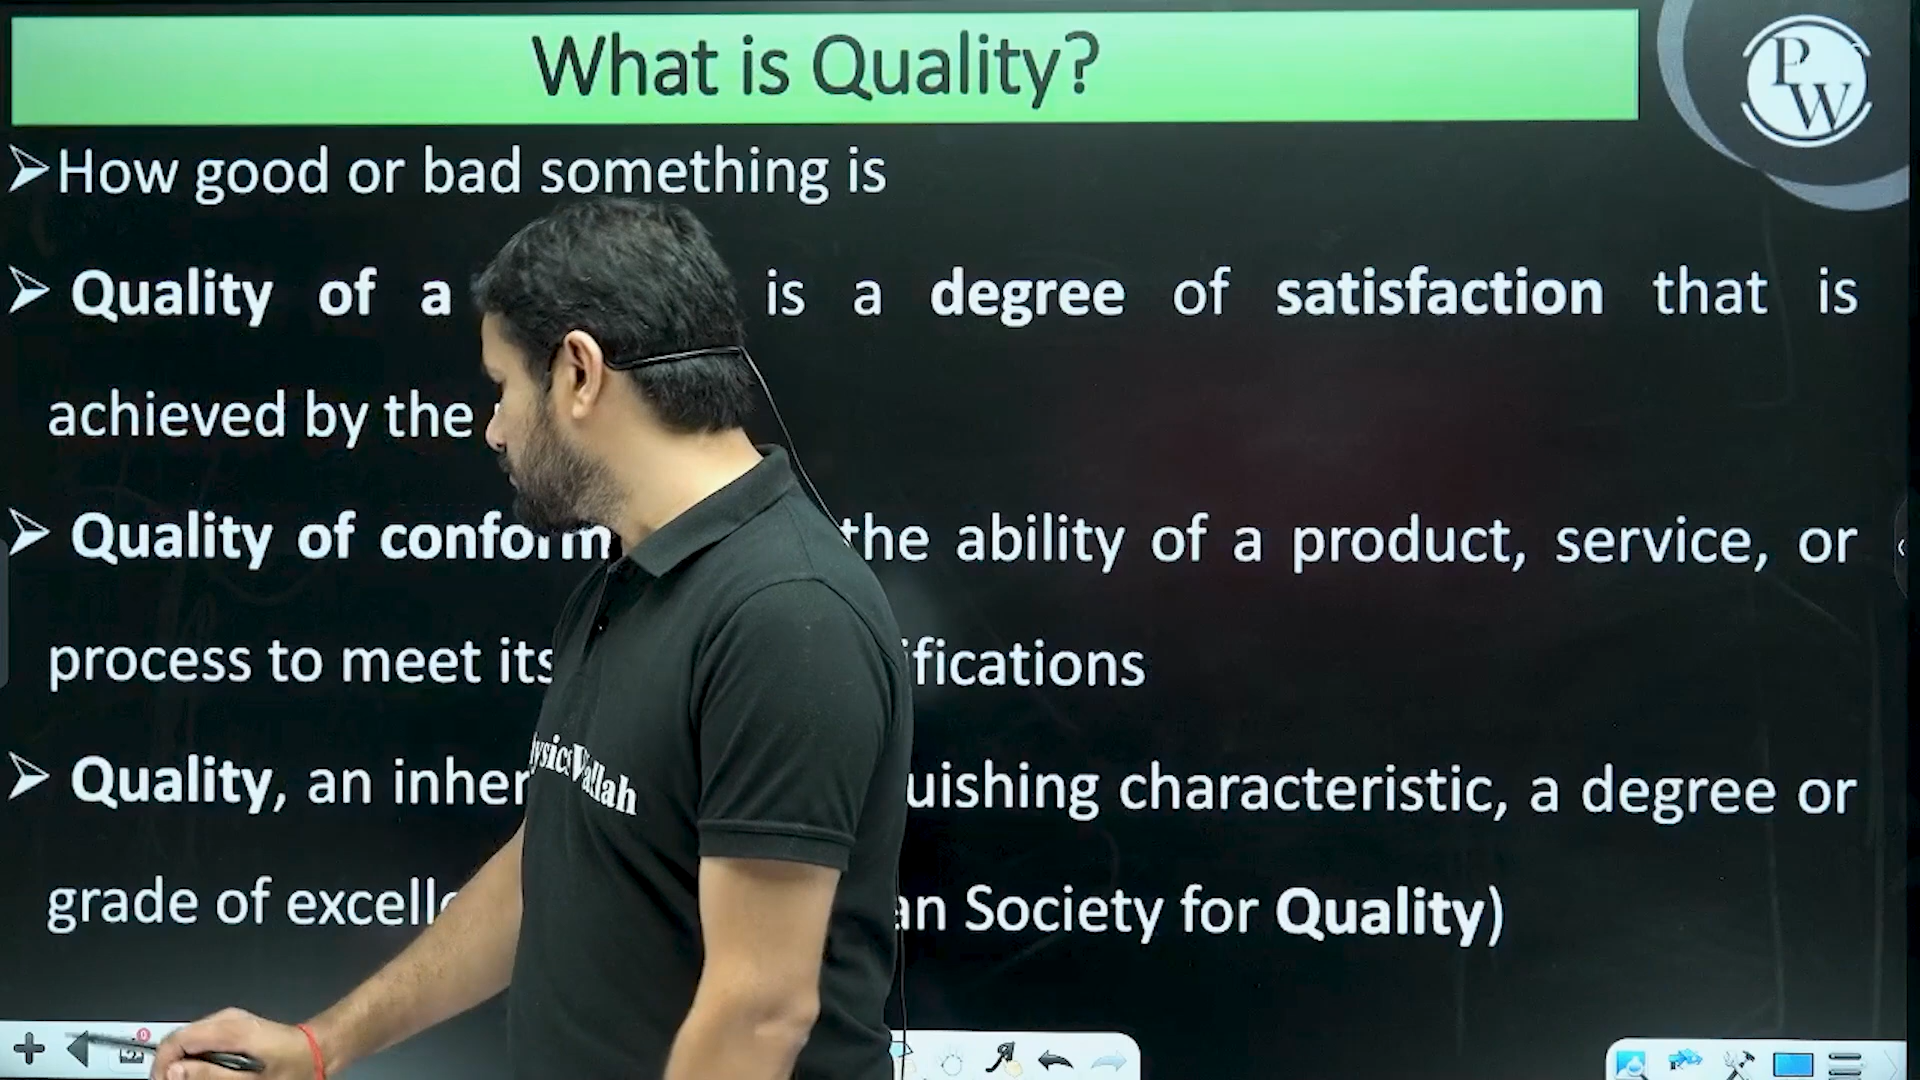 What is Quality?
PW
➢How good or bad something is
➢ Quality of a is a degree of satisfaction that is
achieved by the
➢ Quality of conform the ability of a product, service, or
process to meet its ifications
➢ Quality, an inher uishing characteristic, a degree or
grade of excelle an Society for Quality)
ysicsWallah